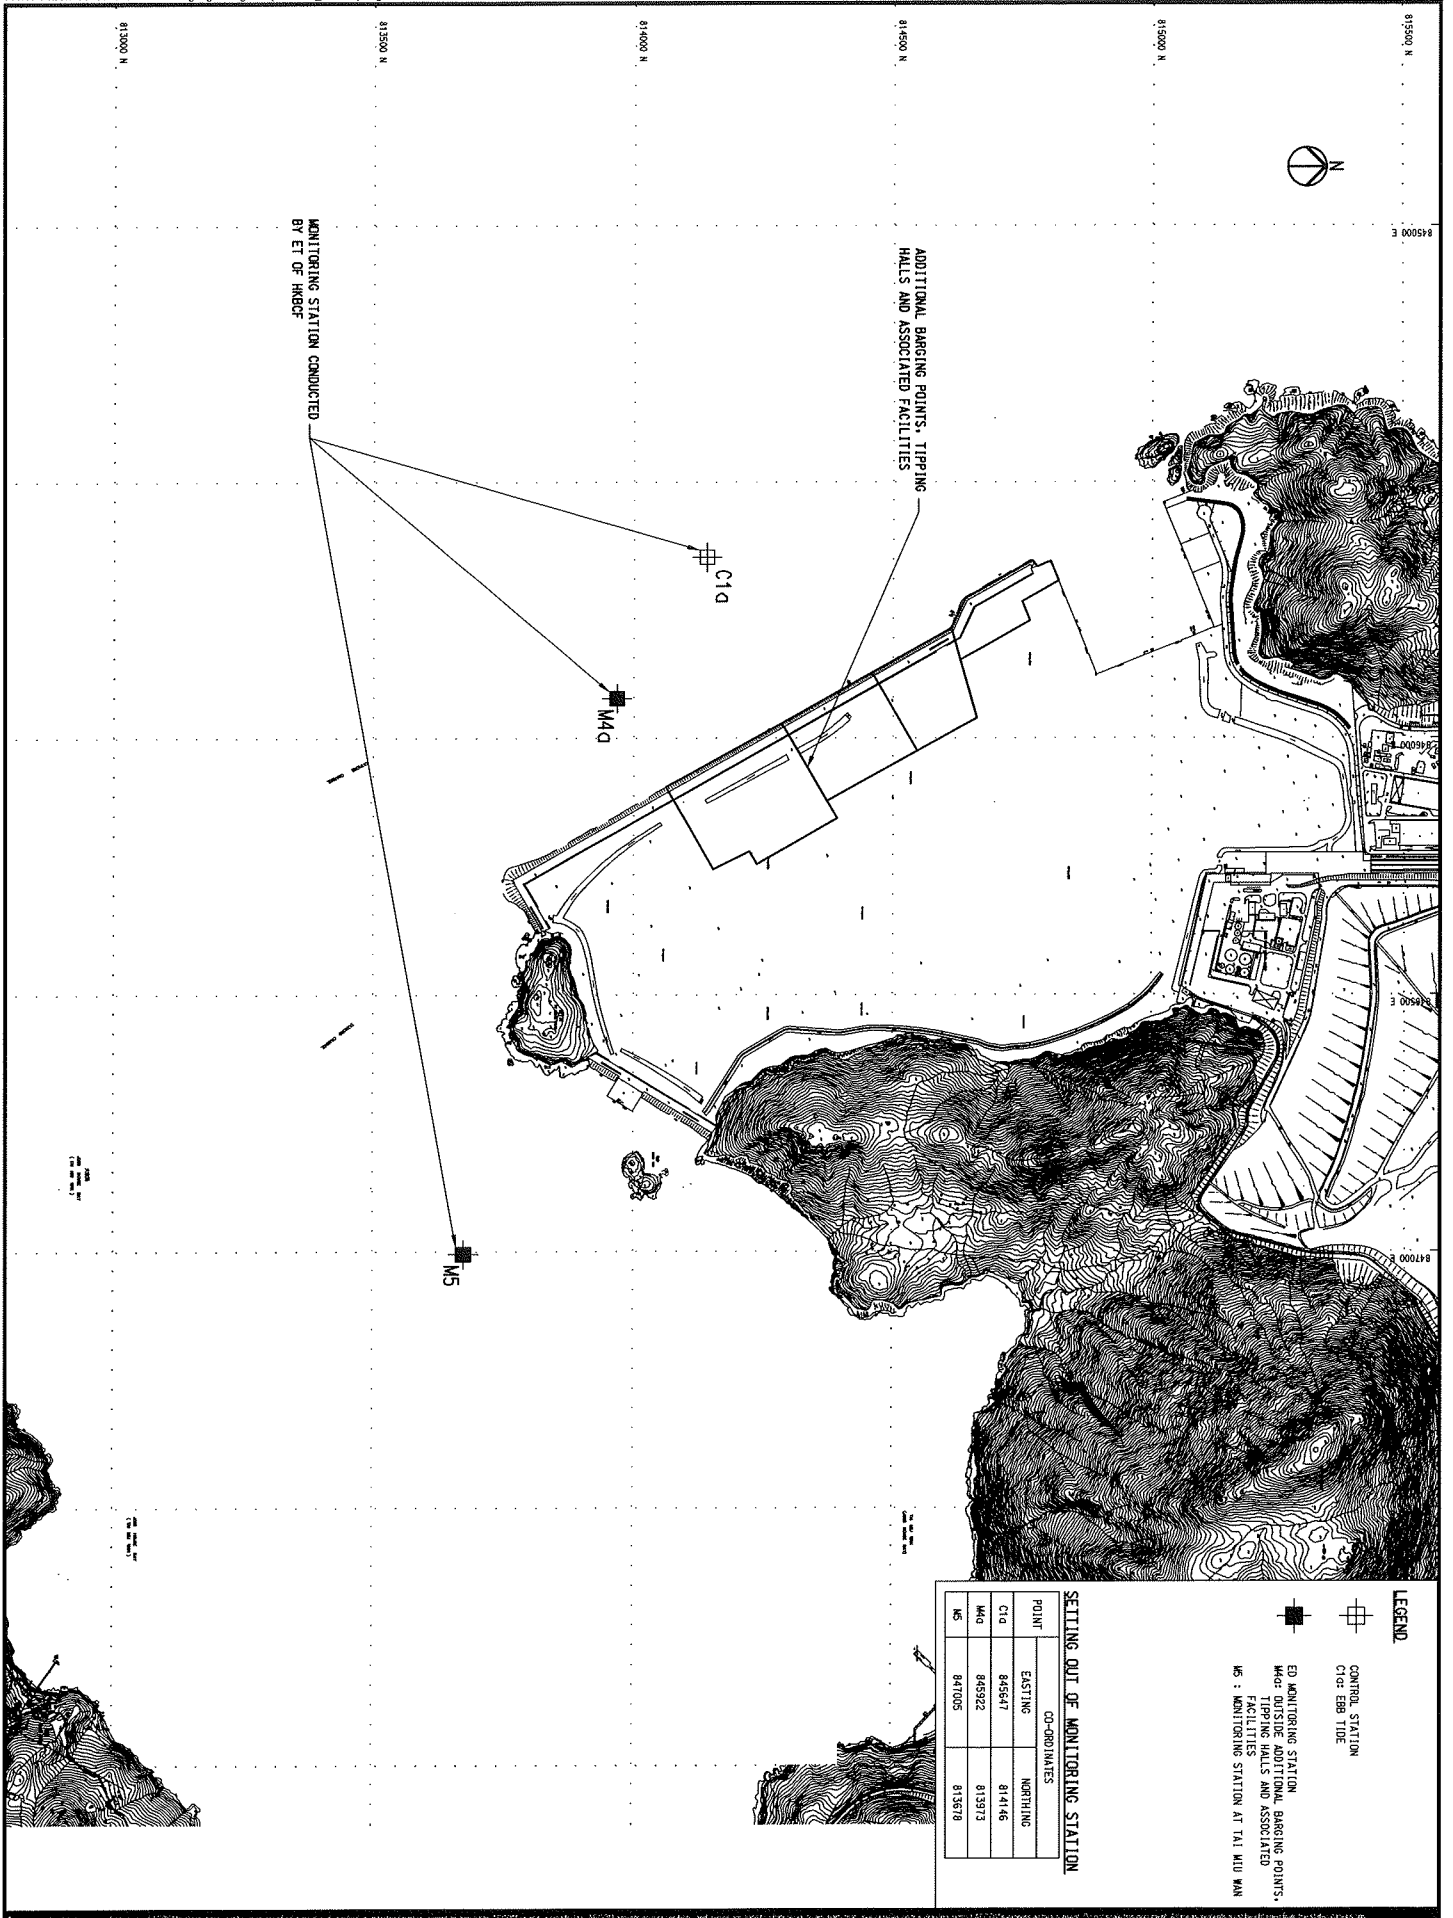 815500 N
815000 N
814500 N
814000 N
813500 N
813000 N
N
845000 E
846000 E
846500 E
847000 E
ADDITIONAL BARGING POINTS, TIPPING
HALLS AND ASSOCIATED FACILITIES
MONITORING STATION CONDUCTED
BY ET OF HKBCF
C1a
M4a
M5
LEGEND
CONTROL STATION
C1a: EBB TIDE
ED MONITORING STATION
M4a: OUTSIDE ADDITIONAL BARGING POINTS,
TIPPING HALLS AND ASSOCIATED
FACILITIES
M5 : MONITORING STATION AT TAI MIU WAN
SETTING OUT OF MONITORING STATION
POINT CO-ORDINATES
EASTING NORTHING
C1a 845647 814146
M4a 845922 813973
M5 847005 813678